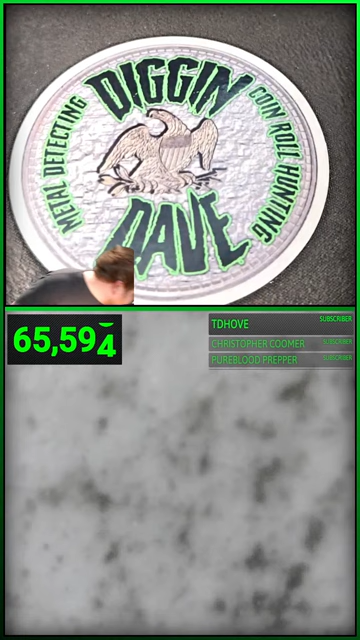 DIGGIN
METAL DETECTING
COIN ROLL HUNTING
DAVE
65,594
TDHOVE SUBSCRIBER
CHRISTOPHER COOMER SUBSCRIBER
PUREBLOOD PREPPER SUBSCRIBER